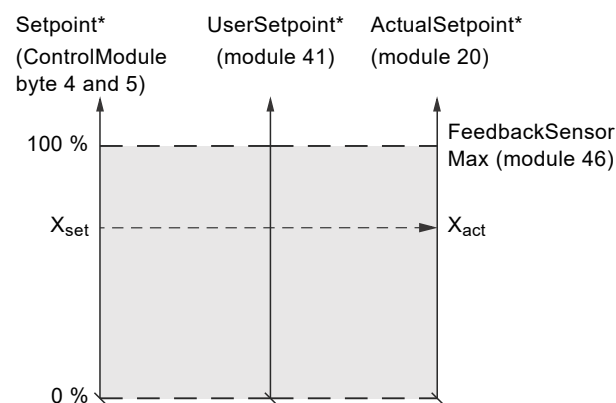 Setpoint*
(ControlModule
byte 4 and 5)
UserSetpoint*
(module 41)
ActualSetpoint*
(module 20)
100 %
FeedbackSensor
Max (module 46)
Xset
Xact
0 %